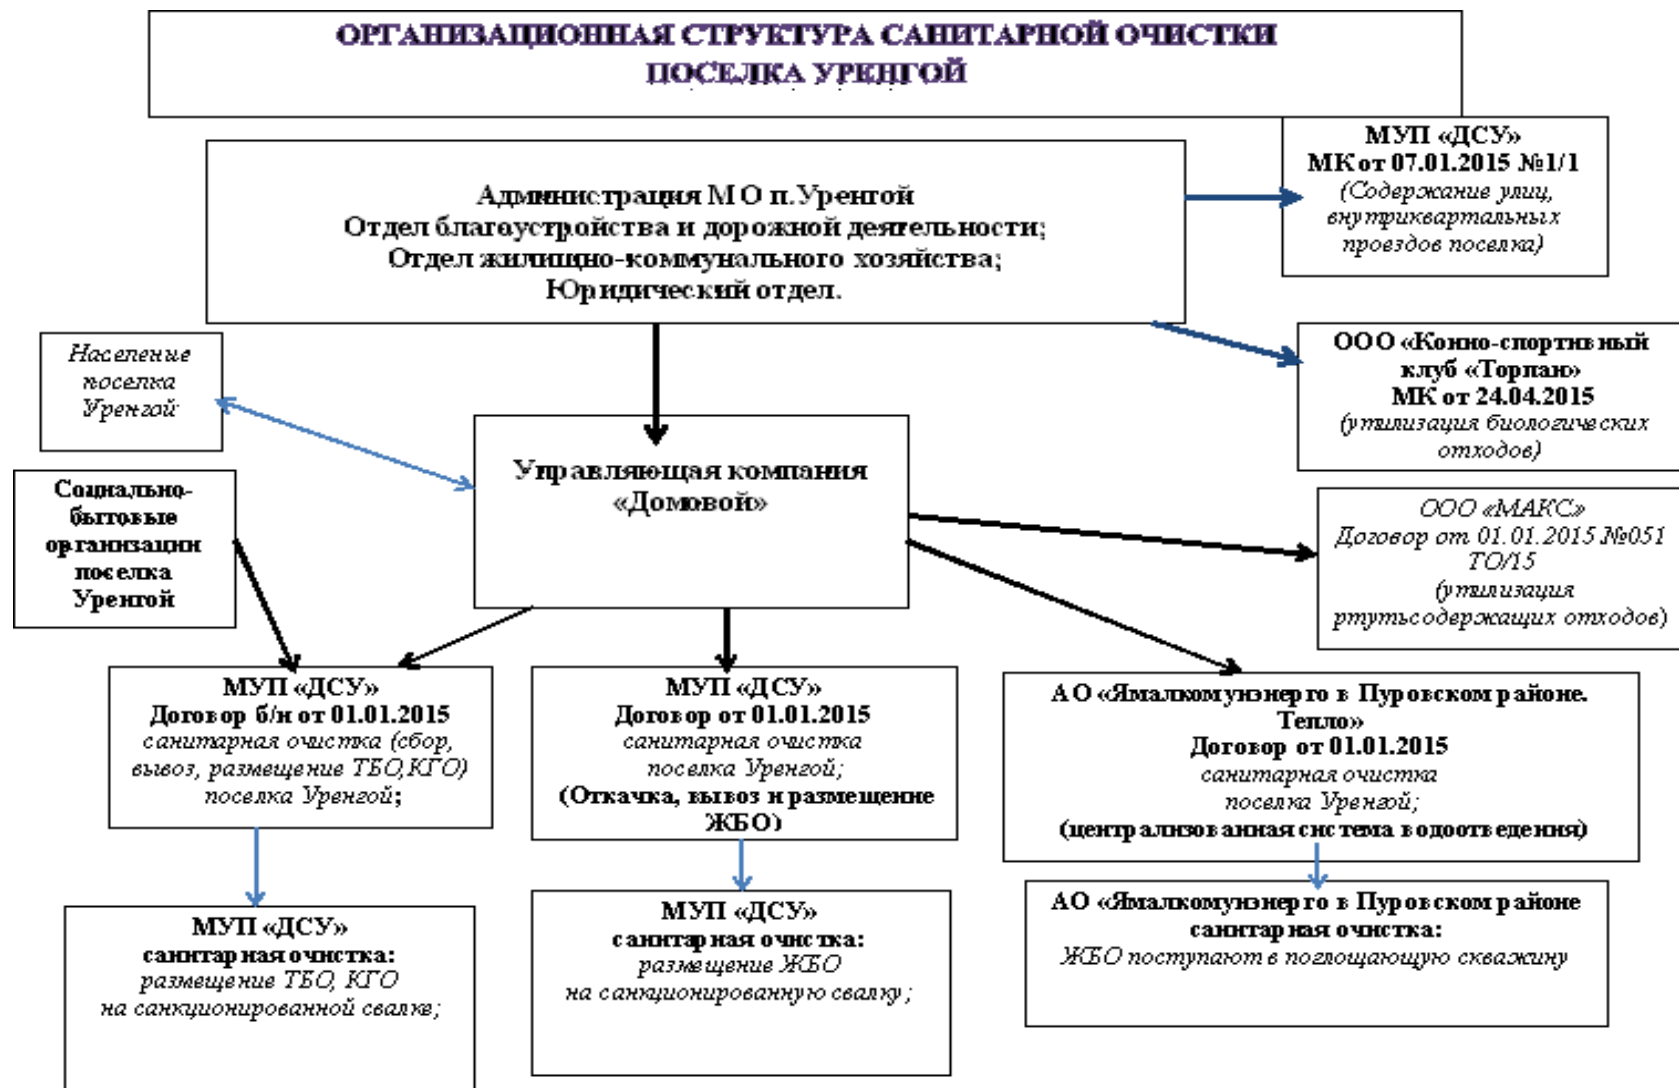 ОРГАНИЗАЦИОННАЯ СТРУКТУРА САНИТАРНОЙ ОЧИСТКИ
ПОСЕЛКА УРЕНГОЙ
МУП «ДСУ»
МК от 07.01.2015 №1/1
(Содержание улиц,
внутриквартальных
проездов поселка)
Администрация МО п.Уренгой
Отдел благоустройства и дорожной деятельности;
Отдел жилищно-коммунального хозяйства;
Юридический отдел.
ООО «Конно-спортивный
клуб «Торпан»
МК от 24.04.2015
(утилизация биологических
отходов)
Население
поселка
Уренгой
Управляющая компания
«Домовой»
Социально-
бытовые
организации
поселка
Уренгой
ООО «МАКС»
Договор от 01.01.2015 №051
ТО/15
(утилизация
ртутьсодержащих отходов)
МУП «ДСУ»
Договор б/н от 01.01.2015
санитарная очистка (сбор,
вывоз, размещение ТБО,КГО)
поселка Уренгой;
МУП «ДСУ»
Договор от 01.01.2015
санитарная очистка
поселка Уренгой;
(Откачка, вывоз и размещение
ЖБО)
АО «Ямалкомунэнерго в Пуровском районе.
Тепло»
Договор от 01.01.2015
санитарная очистка
поселка Уренгой;
(централизованная система водоотведения)
МУП «ДСУ»
санитарная очистка:
размещение ТБО, КГО
на санкционированной свалке;
МУП «ДСУ»
санитарная очистка:
размещение ЖБО
на санкционированную свалку;
АО «Ямалкомунэнерго в Пуровском районе
санитарная очистка:
ЖБО поступают в поглощающую скважину